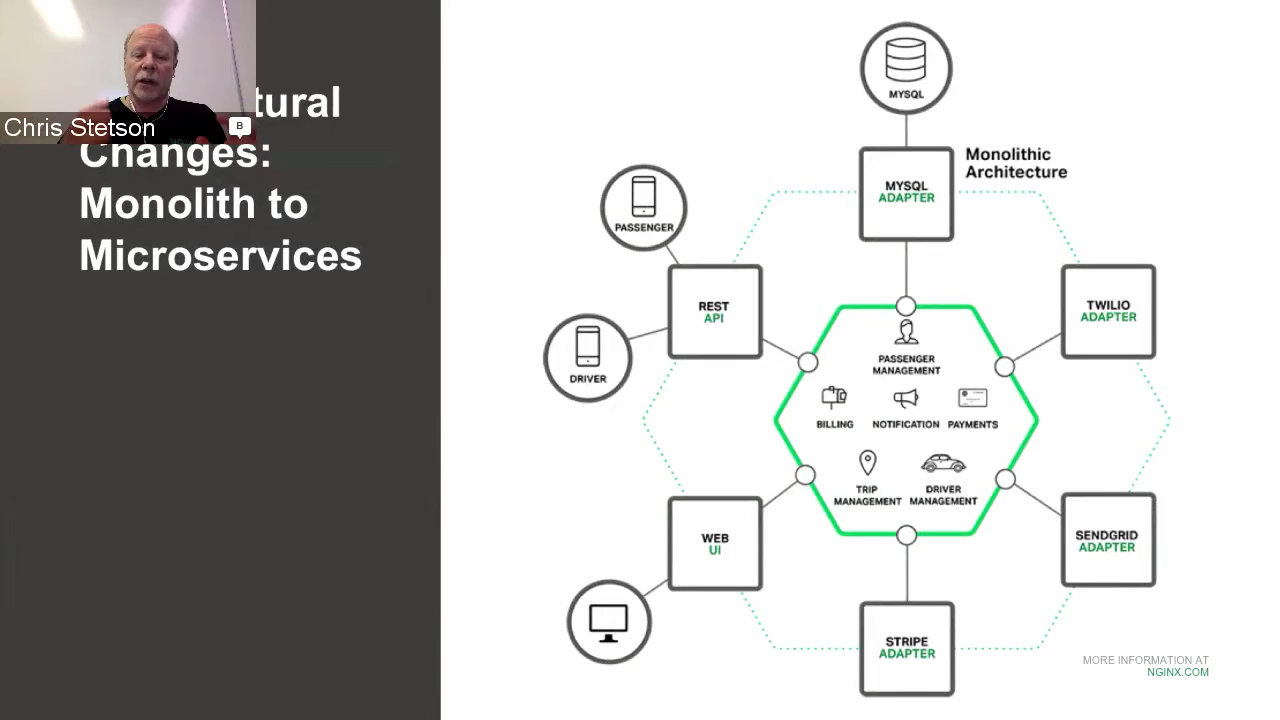 tural
Changes:
Monolith to
Microservices
Chris Stetson
B
MYSQL
Monolithic
Architecture
MYSQL
ADAPTER
PASSENGER
REST
API
DRIVER
TWILIO
ADAPTER
PASSENGER
MANAGEMENT
BILLING
NOTIFICATION
PAYMENTS
TRIP
MANAGEMENT
DRIVER
MANAGEMENT
WEB
UI
SENDGRID
ADAPTER
STRIPE
ADAPTER
MORE INFORMATION AT
NGINX.COM